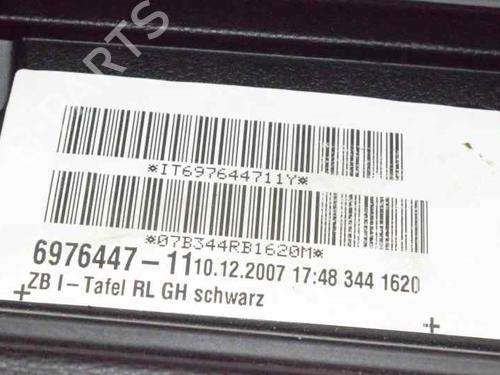 *IT697644711Y*
*07B344RB1620M*
6976447-11 10.12.2007 17:48 344 1620
ZB I-Tafel RL GH schwarz